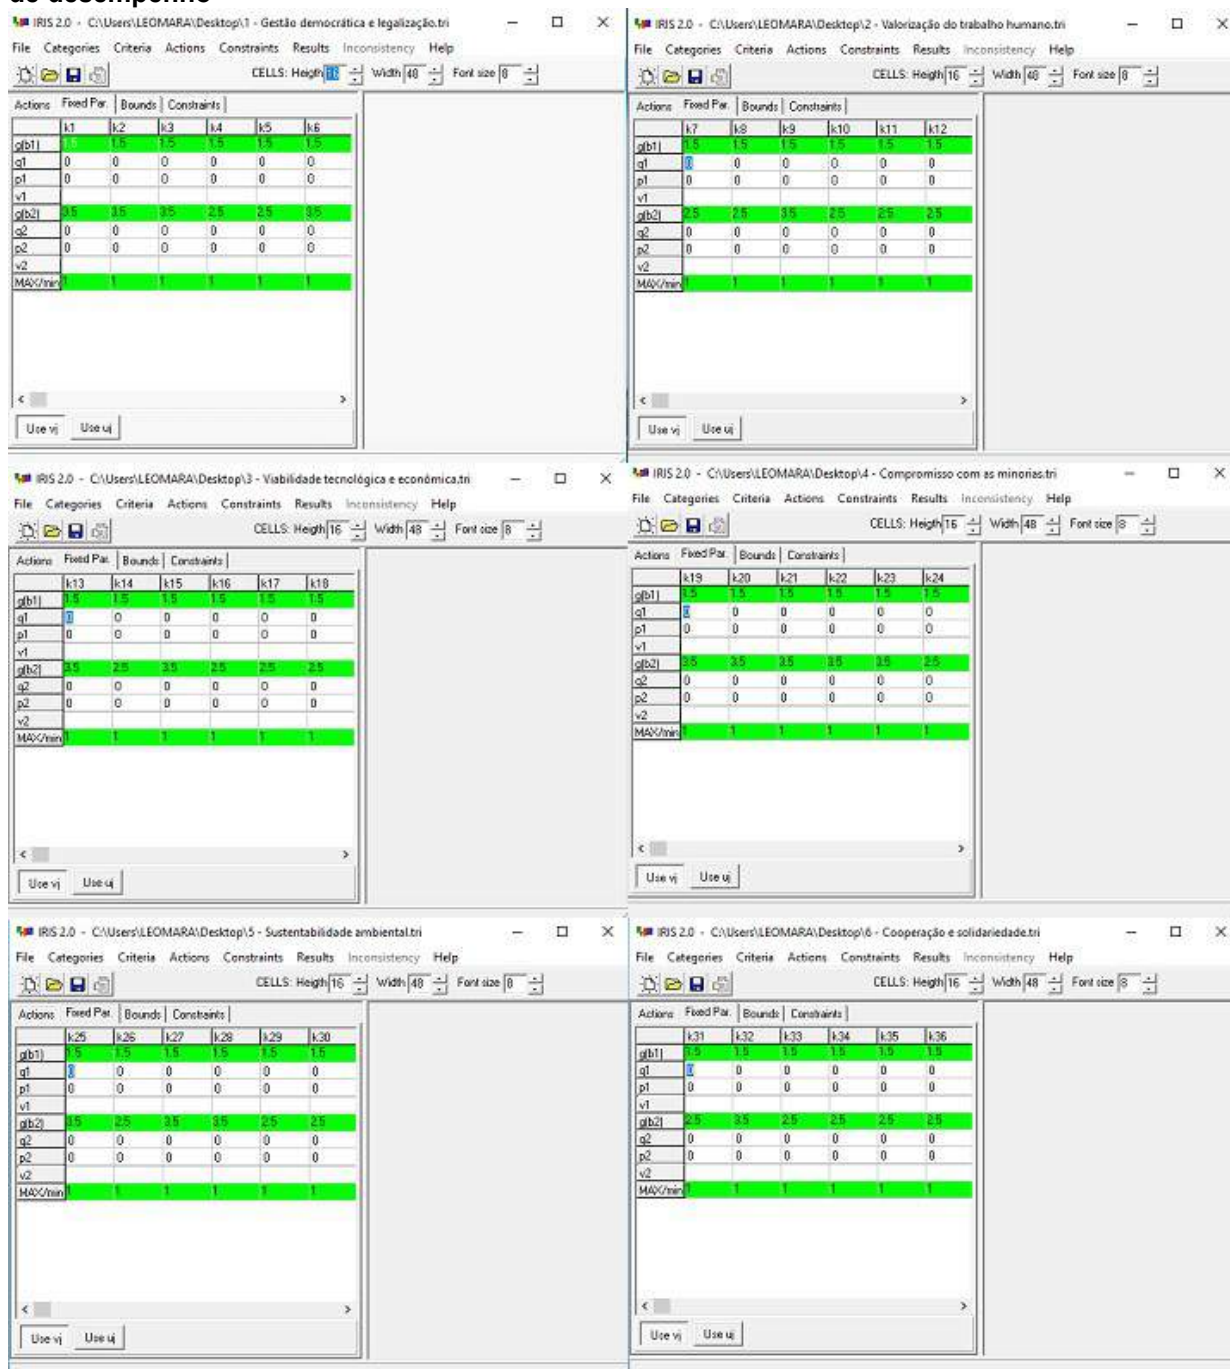 de desempenho
IRIS 2.0 - C:\Users\LEOMARA\Desktop\1 - Gestão democrática e legalização.tri
File Categories Criteria Actions Constraints Results Inconsistency Help
CELLS: Heigth 16 Width 48 Font size 8
Actions Fixed Par. Bounds Constraints
k1 k2 k3 k4 k5 k6
g(b1) 1.5 1.5 1.5 1.5 1.5 1.5
q1 0 0 0 0 0 0
p1 0 0 0 0 0 0
v1
g(b2) 3.5 3.5 3.5 2.5 2.5 3.5
q2 0 0 0 0 0 0
p2 0 0 0 0 0 0
v2
MAX/min 1 1 1 1 1 1
Use vj Use uj
IRIS 2.0 - C:\Users\LEOMARA\Desktop\2 - Valorização do trabalho humano.tri
File Categories Criteria Actions Constraints Results Inconsistency Help
CELLS: Heigth 16 Width 48 Font size 8
Actions Fixed Par. Bounds Constraints
k7 k8 k9 k10 k11 k12
g(b1) 1.5 1.5 1.5 1.5 1.5 1.5
q1 0 0 0 0 0 0
p1 0 0 0 0 0 0
v1
g(b2) 2.5 2.5 3.5 2.5 2.5 2.5
q2 0 0 0 0 0 0
p2 0 0 0 0 0 0
v2
MAX/min 1 1 1 1 1 1
Use vj Use uj
IRIS 2.0 - C:\Users\LEOMARA\Desktop\3 - Viabilidade tecnológica e econômica.tri
File Categories Criteria Actions Constraints Results Inconsistency Help
CELLS: Heigth 16 Width 48 Font size 8
Actions Fixed Par. Bounds Constraints
k13 k14 k15 k16 k17 k18
g(b1) 1.5 1.5 1.5 1.5 1.5 1.5
q1 0 0 0 0 0 0
p1 0 0 0 0 0 0
v1
g(b2) 3.5 2.5 3.5 2.5 2.5 2.5
q2 0 0 0 0 0 0
p2 0 0 0 0 0 0
v2
MAX/min 1 1 1 1 1 1
Use vj Use uj
IRIS 2.0 - C:\Users\LEOMARA\Desktop\4 - Compromisso com as minorias.tri
File Categories Criteria Actions Constraints Results Inconsistency Help
CELLS: Heigth 16 Width 48 Font size 8
Actions Fixed Par. Bounds Constraints
k19 k20 k21 k22 k23 k24
g(b1) 1.5 1.5 1.5 1.5 1.5 1.5
q1 0 0 0 0 0 0
p1 0 0 0 0 0 0
v1
g(b2) 3.5 3.5 3.5 3.5 3.5 2.5
q2 0 0 0 0 0 0
p2 0 0 0 0 0 0
v2
MAX/min 1 1 1 1 1 1
Use vj Use uj
IRIS 2.0 - C:\Users\LEOMARA\Desktop\5 - Sustentabilidade ambiental.tri
File Categories Criteria Actions Constraints Results Inconsistency Help
CELLS: Heigth 16 Width 48 Font size 8
Actions Fixed Par. Bounds Constraints
k25 k26 k27 k28 k29 k30
g(b1) 1.5 1.5 1.5 1.5 1.5 1.5
q1 0 0 0 0 0 0
p1 0 0 0 0 0 0
v1
g(b2) 3.5 2.5 3.5 3.5 2.5 2.5
q2 0 0 0 0 0 0
p2 0 0 0 0 0 0
v2
MAX/min 1 1 1 1 1 1
Use vj Use uj
IRIS 2.0 - C:\Users\LEOMARA\Desktop\6 - Cooperação e solidariedade.tri
File Categories Criteria Actions Constraints Results Inconsistency Help
CELLS: Heigth 16 Width 48 Font size 8
Actions Fixed Par. Bounds Constraints
k31 k32 k33 k34 k35 k36
g(b1) 1.5 1.5 1.5 1.5 1.5 1.5
q1 0 0 0 0 0 0
p1 0 0 0 0 0 0
v1
g(b2) 2.5 3.5 2.5 2.5 2.5 2.5
q2 0 0 0 0 0 0
p2 0 0 0 0 0 0
v2
MAX/min 1 1 1 1 1 1
Use vj Use uj